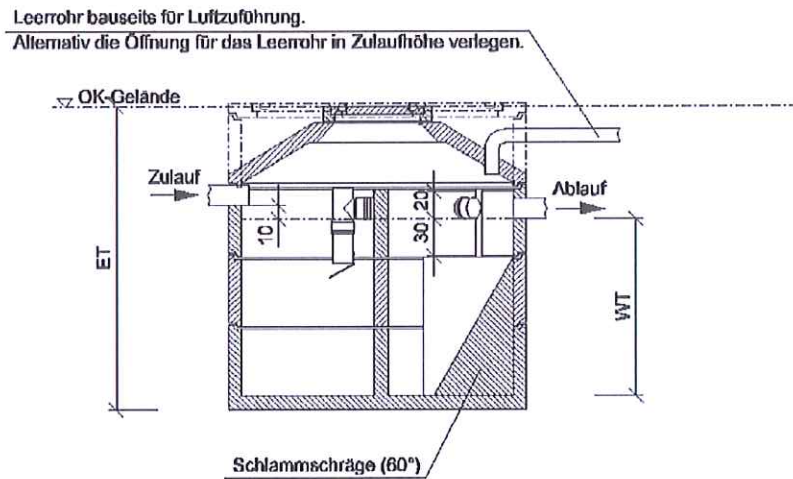 Leerrohr bauseits für Luftzuführung.
Alternativ die Öffnung für das Leerrohr in Zulaufhöhe verlegen.
OK-Gelände
Zulauf
Ablauf
20
10
30
ET
WT
Schlammschräge (60°)